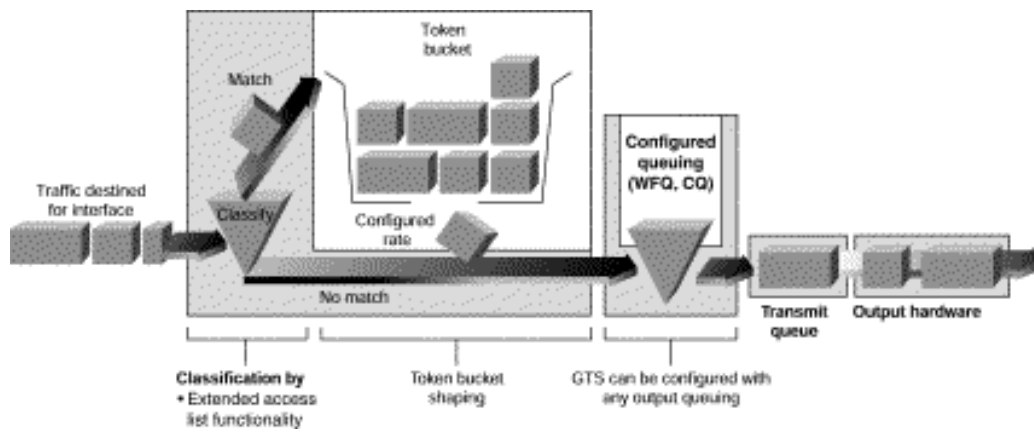 Token
bucket
Match
Configured
queuing
(WFQ, CQ)
Traffic destined
for interface
Classify
Configured
rate
No match
Transmit
queue
Output hardware
Classification by
• Extended access
list functionality
Token bucket
shaping
GTS can be configured with
any output queuing